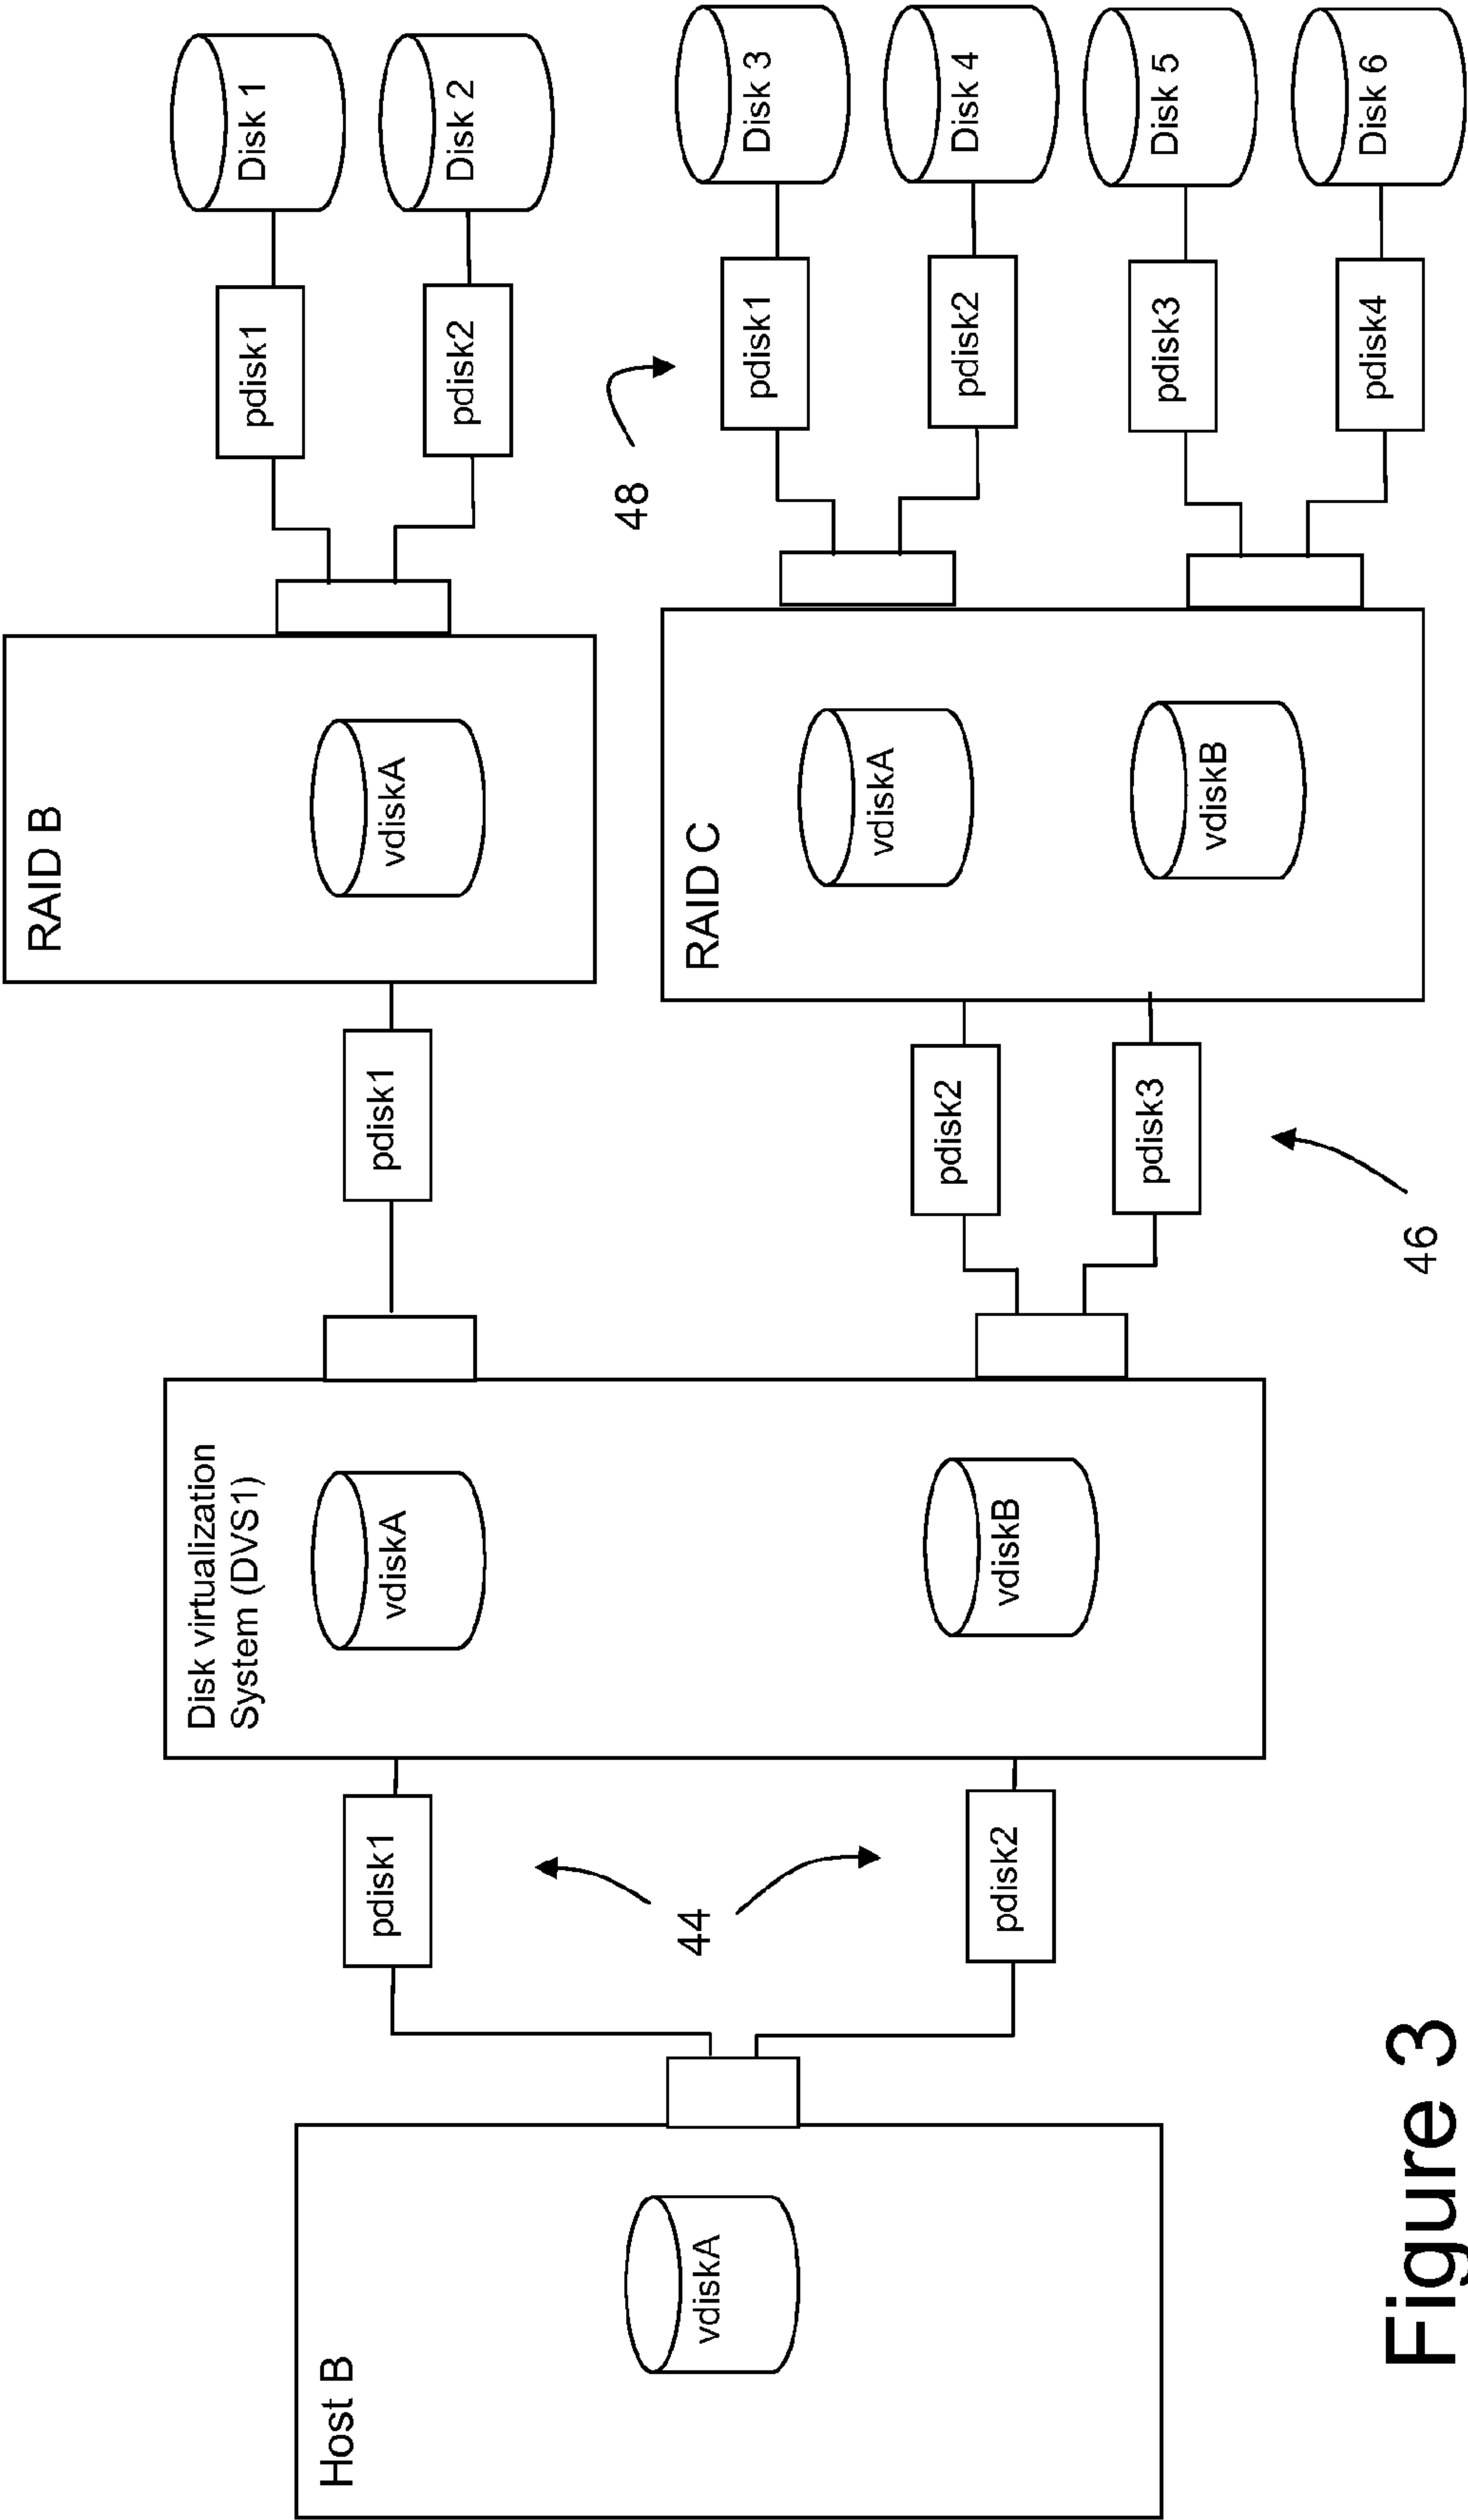 Host B
vdiskA
pdisk1
44
pdisk2
Disk virtualization
System (DVS1)
vdiskA
vdiskB
pdisk1
pdisk2
pdisk3
46
RAID B
vdiskA
RAID C
vdiskA
vdiskB
pdisk1
pdisk2
48
pdisk1
pdisk2
pdisk3
pdisk4
Disk 1
Disk 2
Disk 3
Disk 4
Disk 5
Disk 6
Figure 3